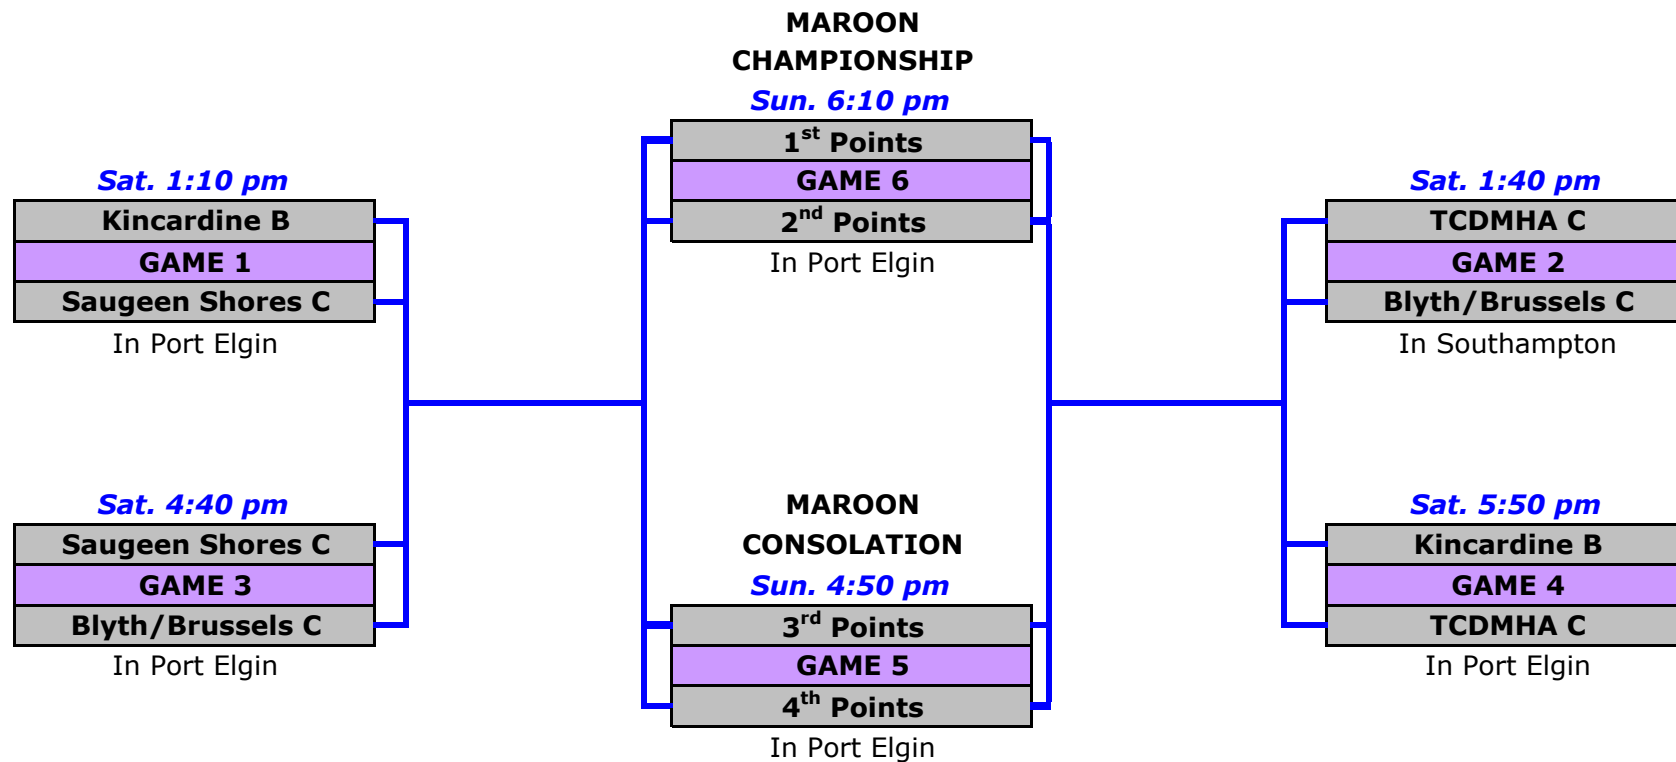 MAROON
CHAMPIONSHIP
Sun. 6:10 pm
1st Points
GAME 6
2nd Points
In Port Elgin
Sat. 1:10 pm
Kincardine B
GAME 1
Saugeen Shores C
In Port Elgin
Sat. 1:40 pm
TCDMHA C
GAME 2
Blyth/Brussels C
In Southampton
Sat. 4:40 pm
Saugeen Shores C
GAME 3
Blyth/Brussels C
In Port Elgin
MAROON
CONSOLATION
Sun. 4:50 pm
3rd Points
GAME 5
4th Points
In Port Elgin
Sat. 5:50 pm
Kincardine B
GAME 4
TCDMHA C
In Port Elgin